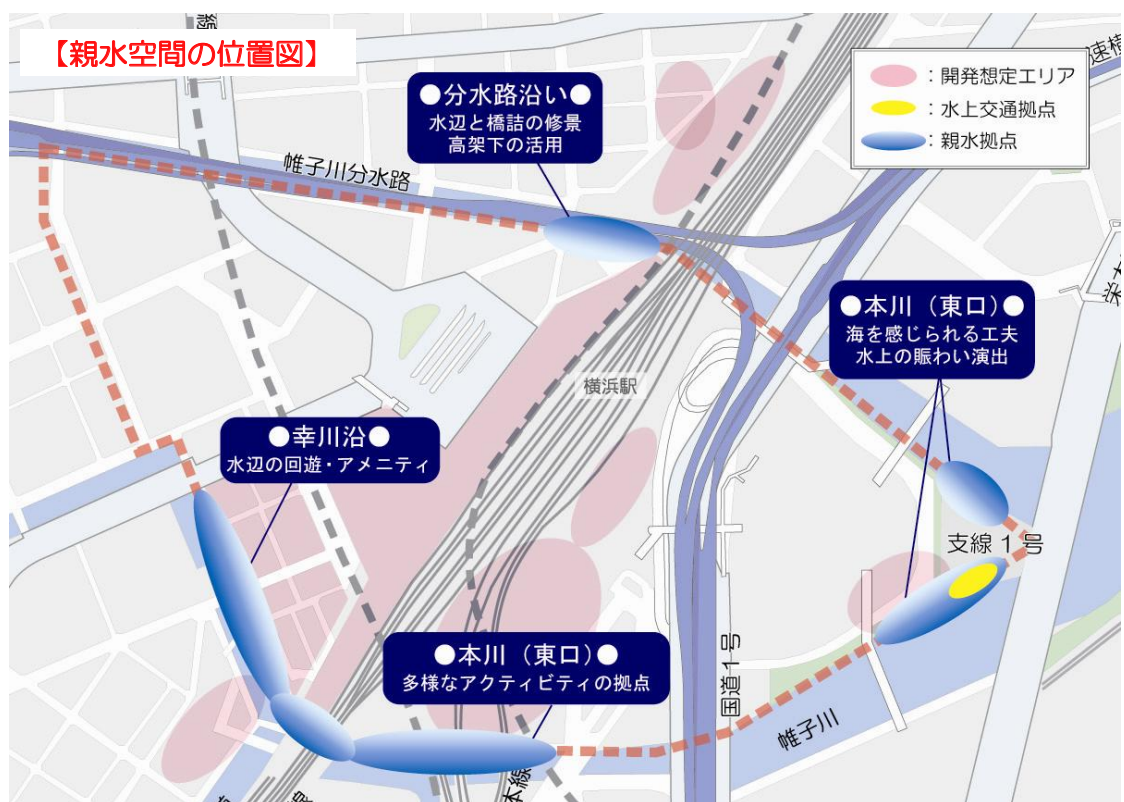 【親水空間の位置図】
●分水路沿い●
水辺と橋詰の修景
高架下の活用
：開発想定エリア
：水上交通拠点
：親水拠点
帷子川分水路
●本川（東口）●
海を感じられる工夫
水上の賑わい演出
横浜駅
●幸川沿●
水辺の回遊・アメニティ
支線１号
●本川（東口）●
多様なアクティビティの拠点
国道１号
帷子川
本線
線
線
速横